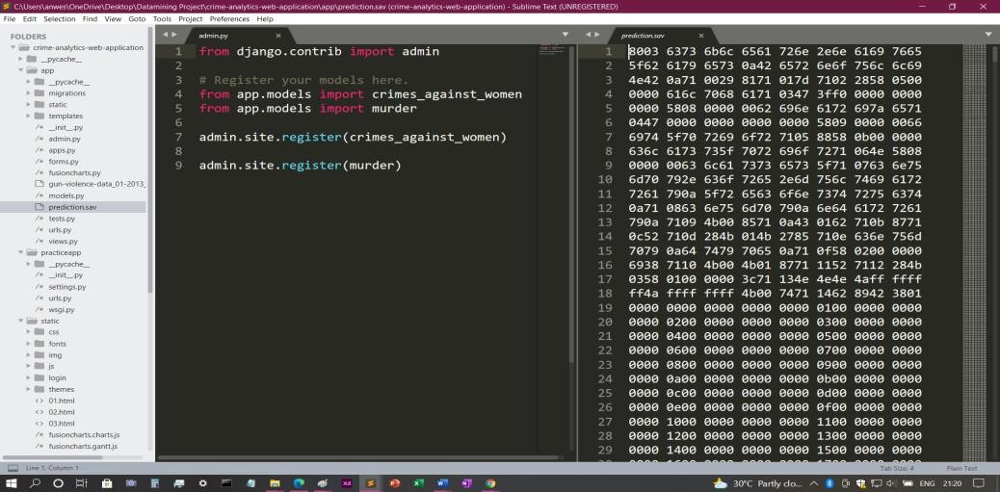 C:\Users\anwes\OneDrive\Desktop\Datamining Project\crime-analytics-web-application\app\prediction.sav (crime-analytics-web-application) - Sublime Text (UNREGISTERED)
File Edit Selection Find View Goto Tools Project Preferences Help
FOLDERS
crime-analytics-web-application
__pycache__
app
__pycache__
migrations
static
templates
/* __init__.py
/* admin.py
/* apps.py
/* forms.py
/* fusioncharts.py
gun-violence-data_01-2013_
/* models.py
prediction.sav
/* tests.py
/* urls.py
/* views.py
practiceapp
__pycache__
/* __init__.py
/* settings.py
/* urls.py
/* wsgi.py
static
css
fonts
img
js
login
themes
<> 01.html
<> 02.html
<> 03.html
/* fusioncharts.charts.js
/* fusioncharts.gantt.js
admin.py
1 from django.contrib import admin
2
3 # Register your models here.
4 from app.models import crimes_against_women
5 from app.models import murder
6
7 admin.site.register(crimes_against_women)
8
9 admin.site.register(murder)
prediction.sav
1 8003 6373 6b6c 6561 726e 2e6e 6169 7665
2 5f62 6179 6573 0a42 6572 6e6f 756c 6c69
3 4e42 0a71 0029 8171 017d 7102 2858 0500
4 0000 616c 7068 6171 0347 3ff0 0000 0000
5 0000 5808 0000 0062 696e 6172 697a 6571
6 0447 0000 0000 0000 0000 5809 0000 0066
7 6974 5f70 7269 6f72 7105 8858 0b00 0000
8 636c 6173 735f 7072 696f 7271 064e 5808
9 0000 0063 6c61 7373 6573 5f71 0763 6e75
10 6d70 792e 636f 7265 2e6d 756c 7469 6172
11 7261 790a 5f72 6563 6f6e 7374 7275 6374
12 0a71 0863 6e75 6d70 790a 6e64 6172 7261
13 790a 7109 4b00 8571 0a43 0162 710b 8771
14 0c52 710d 284b 014b 2785 710e 636e 756d
15 7079 0a64 7479 7065 0a71 0f58 0200 0000
16 6938 7110 4b00 4b01 8771 1152 7112 284b
17 0358 0100 0000 3c71 134e 4e4e 4aff ffff
18 ff4a ffff ffff 4b00 7471 1462 8942 3801
19 0000 0000 0000 0000 0000 0100 0000 0000
20 0000 0200 0000 0000 0000 0300 0000 0000
21 0000 0400 0000 0000 0000 0500 0000 0000
22 0000 0600 0000 0000 0000 0700 0000 0000
23 0000 0800 0000 0000 0000 0900 0000 0000
24 0000 0a00 0000 0000 0000 0b00 0000 0000
25 0000 0c00 0000 0000 0000 0d00 0000 0000
26 0000 0e00 0000 0000 0000 0f00 0000 0000
27 0000 1000 0000 0000 0000 1100 0000 0000
28 0000 1200 0000 0000 0000 1300 0000 0000
29 0000 1400 0000 0000 0000 1500 0000 0000
Line 1, Column 1
Tab Size: 4
Plain Text
30°C Partly clo... ENG 21:20